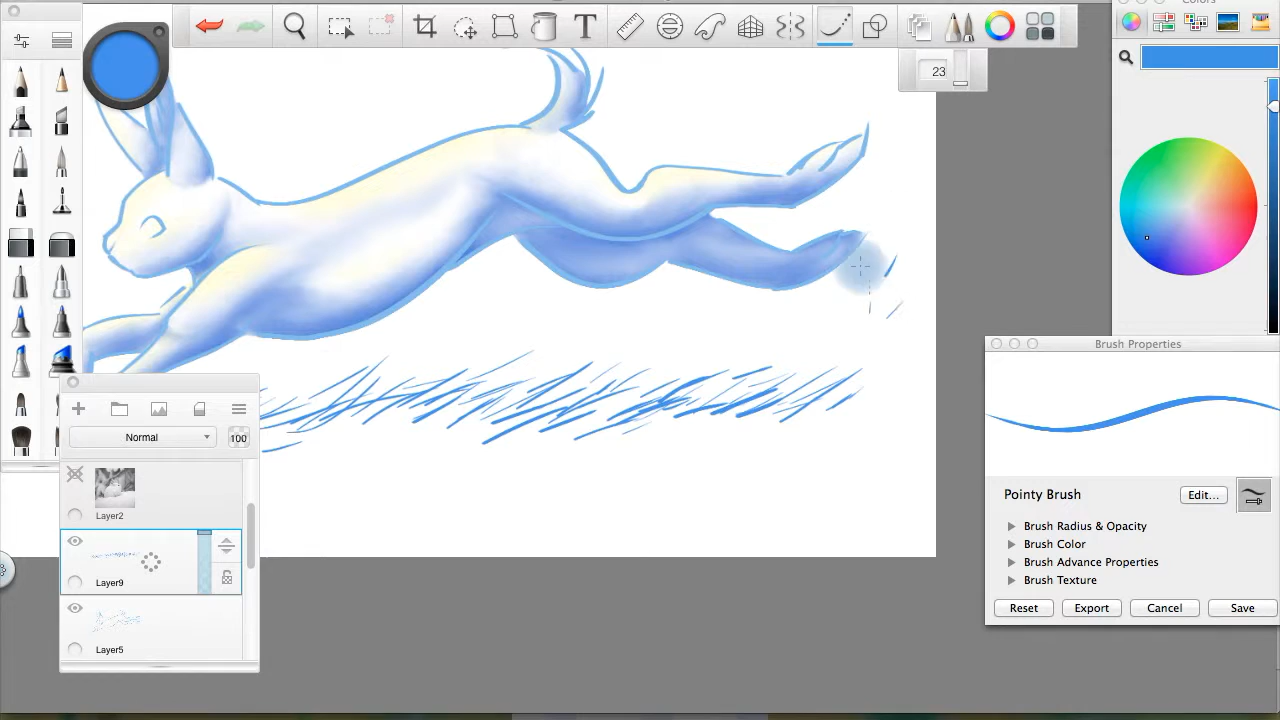 Colors
T
23
Brush Properties
Normal
100
Layer2
Layer9
Layer5
Pointy Brush
Edit...
Brush Radius & Opacity
Brush Color
Brush Advance Properties
Brush Texture
Reset
Export
Cancel
Save